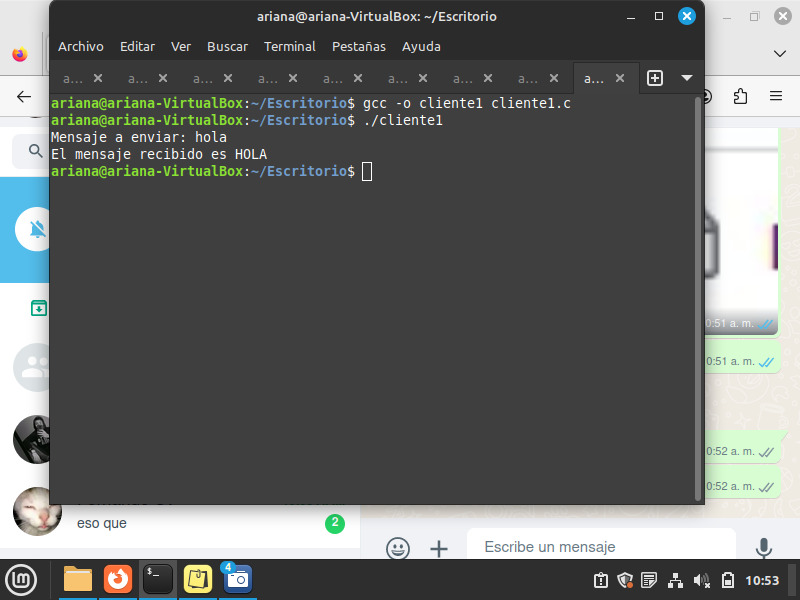 ariana@ariana-VirtualBox: ~/Escritorio
Archivo Editar Ver Buscar Terminal Pestañas Ayuda
a... a... a... a... a... a... a... a... a...
ariana@ariana-VirtualBox:~/Escritorio$ gcc -o cliente1 cliente1.c
ariana@ariana-VirtualBox:~/Escritorio$ ./cliente1
Mensaje a enviar: hola
El mensaje recibido es HOLA
ariana@ariana-VirtualBox:~/Escritorio$
0:51 a. m.
0:51 a. m.
0:52 a. m.
0:52 a. m.
eso que
2
Escribe un mensaje
4
10:53